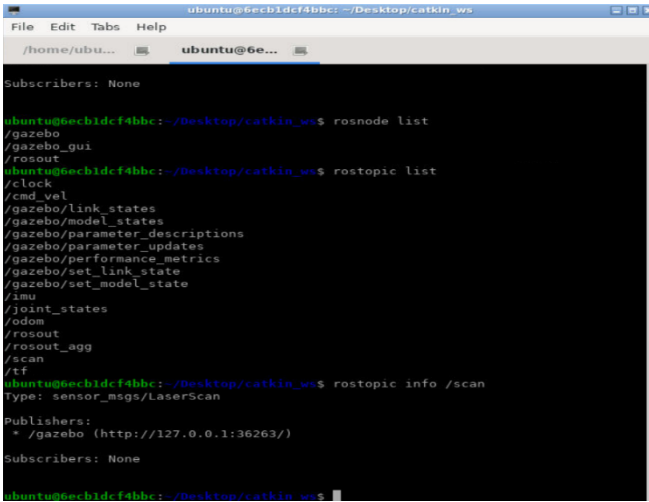 ubuntu@6ecb1dcf4bbc: ~/Desktop/catkin_ws
File Edit Tabs Help
/home/ubu... ubuntu@6e...
Subscribers: None
ubuntu@6ecb1dcf4bbc:~/Desktop/catkin_ws$ rosnode list
/gazebo
/gazebo_gui
/rosout
ubuntu@6ecb1dcf4bbc:~/Desktop/catkin_ws$ rostopic list
/clock
/cmd_vel
/gazebo/link_states
/gazebo/model_states
/gazebo/parameter_descriptions
/gazebo/parameter_updates
/gazebo/performance_metrics
/gazebo/set_link_state
/gazebo/set_model_state
/imu
/joint_states
/odom
/rosout
/rosout_agg
/scan
/tf
ubuntu@6ecb1dcf4bbc:~/Desktop/catkin_ws$ rostopic info /scan
Type: sensor_msgs/LaserScan
Publishers:
* /gazebo (http://127.0.0.1:36263/)
Subscribers: None
ubuntu@6ecb1dcf4bbc:~/Desktop/catkin_ws$